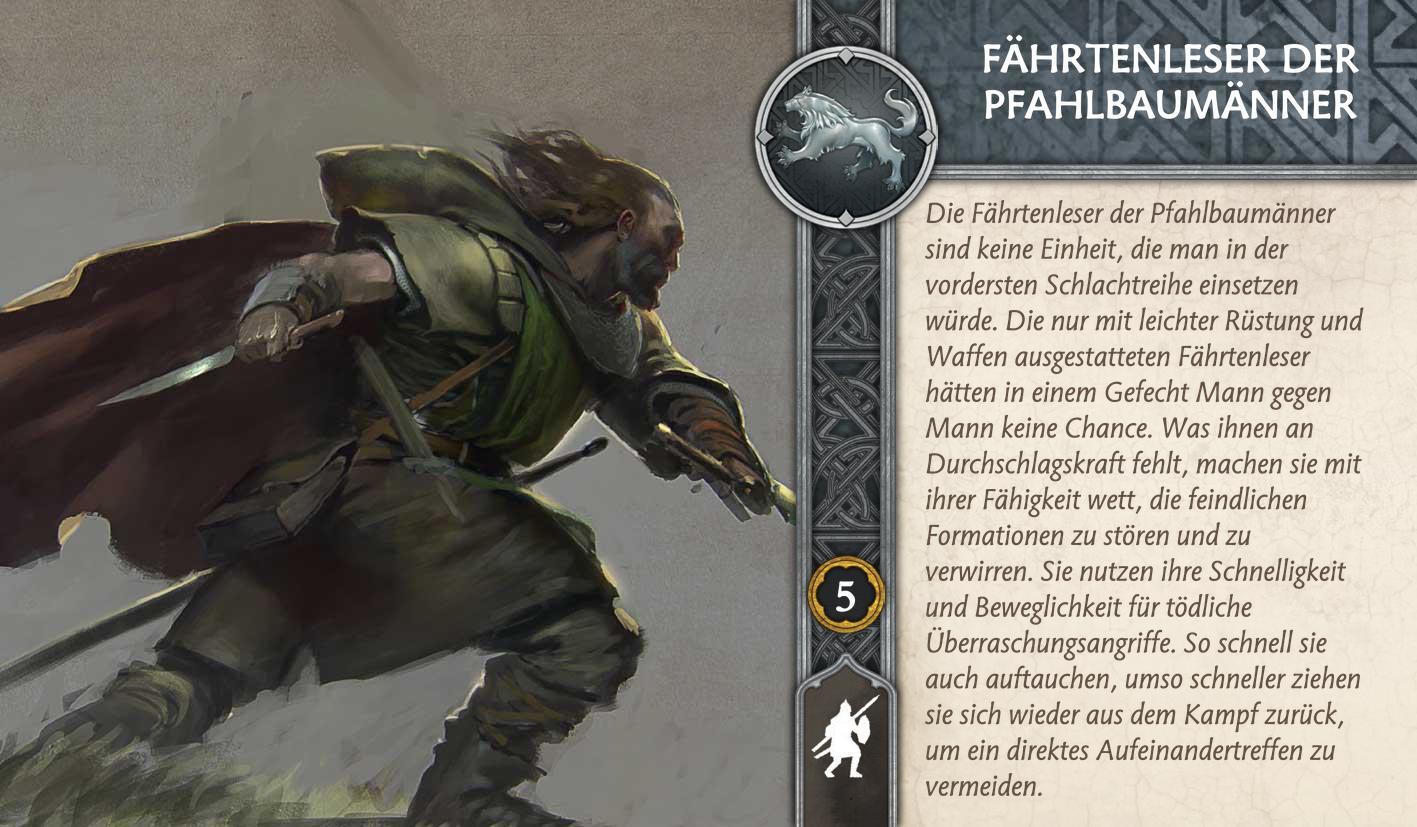 FÄHRTENLESER DER
PFAHLBAUMÄNNER
Die Fährtenleser der Pfahlbaumänner
sind keine Einheit, die man in der
vordersten Schlachtreihe einsetzen
würde. Die nur mit leichter Rüstung und
Waffen ausgestatteten Fährtenleser
hätten in einem Gefecht Mann gegen
Mann keine Chance. Was ihnen an
Durchschlagskraft fehlt, machen sie mit
ihrer Fähigkeit wett, die feindlichen
Formationen zu stören und zu
verwirren. Sie nutzen ihre Schnelligkeit
und Beweglichkeit für tödliche
Überraschungsangriffe. So schnell sie
auch auftauchen, umso schneller ziehen
sie sich wieder aus dem Kampf zurück,
um ein direktes Aufeinandertreffen zu
vermeiden.
5